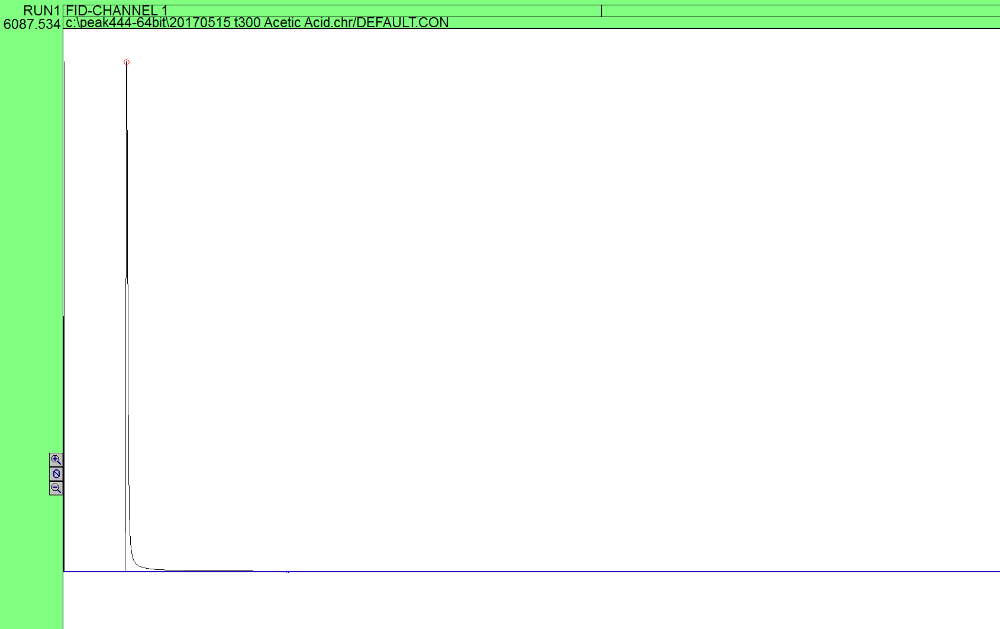 RUN1 FID-CHANNEL 1
6087.534 c:\peak444-64bit\20170515 t300 Acetic Acid.chr/DEFAULT.CON